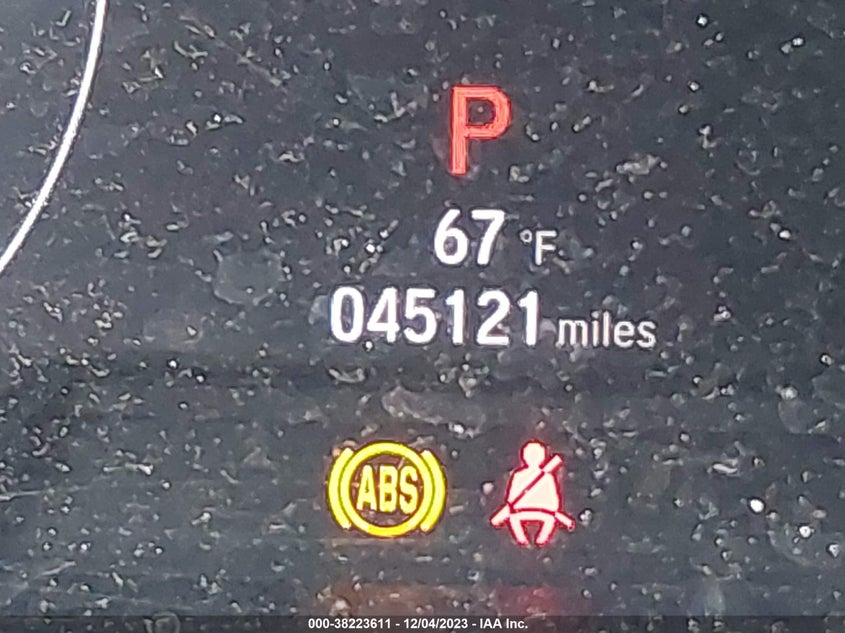 P
67 °F
045121 miles
ABS
000-38223611 - 12/04/2023 - IAA Inc.